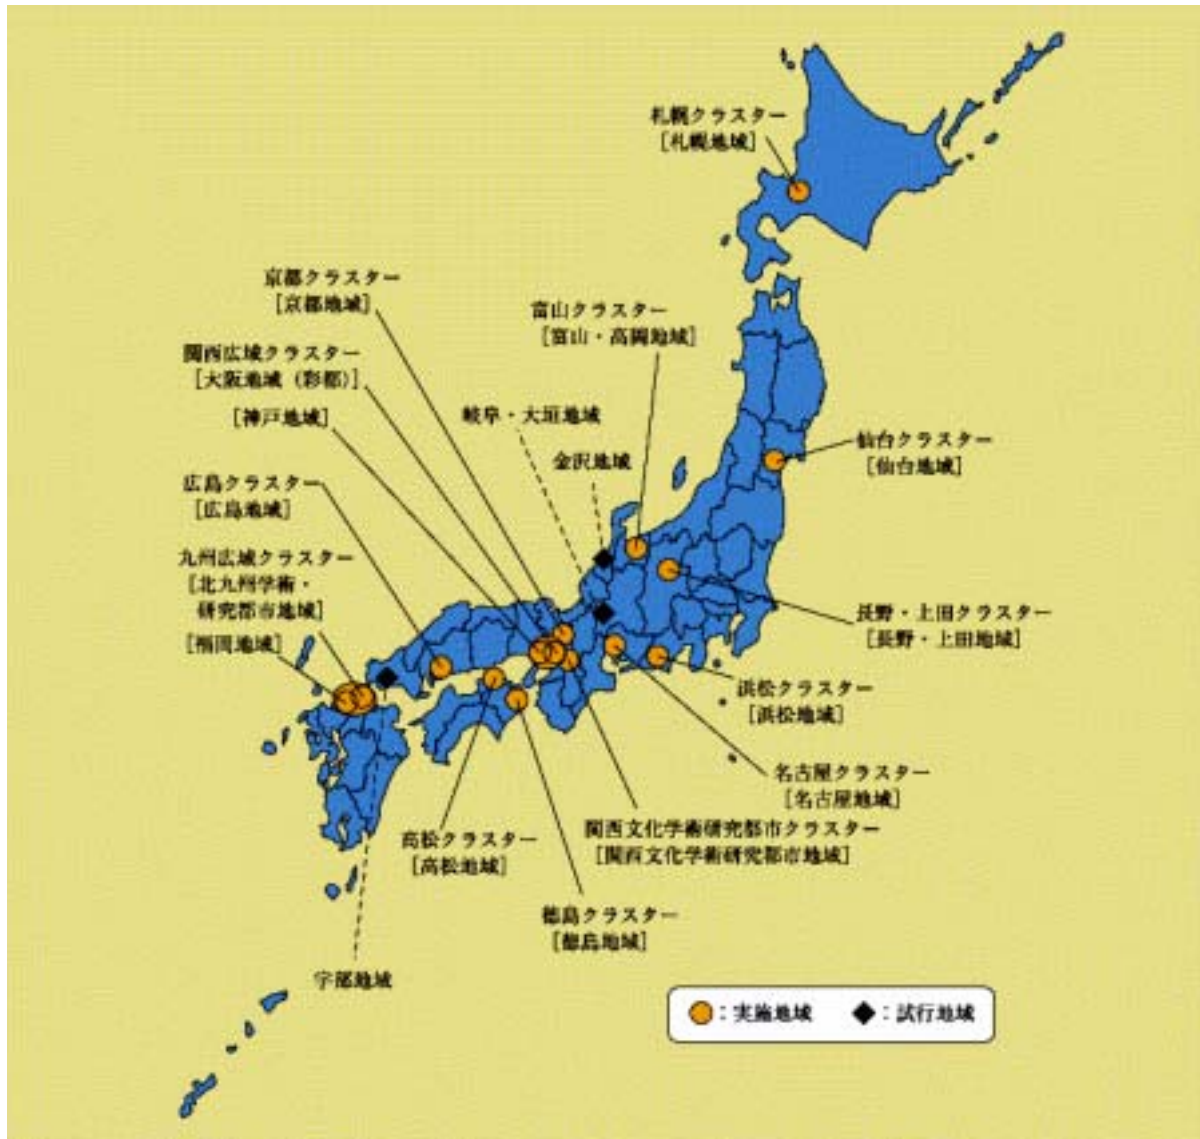 札幌クラスター
[札幌地域]
京都クラスター
[京都地域]
富山クラスター
[富山・高岡地域]
関西広域クラスター
[大阪地域（彩都）]
[神戸地域]
岐阜・大垣地域
金沢地域
仙台クラスター
[仙台地域]
広島クラスター
[広島地域]
九州広域クラスター
[北九州学術・
研究都市地域]
[福岡地域]
長野・上田クラスター
[長野・上田地域]
浜松クラスター
[浜松地域]
名古屋クラスター
[名古屋地域]
関西文化学術研究都市クラスター
[関西文化学術研究都市地域]
高松クラスター
[高松地域]
徳島クラスター
[徳島地域]
宇部地域
：実施地域
：試行地域